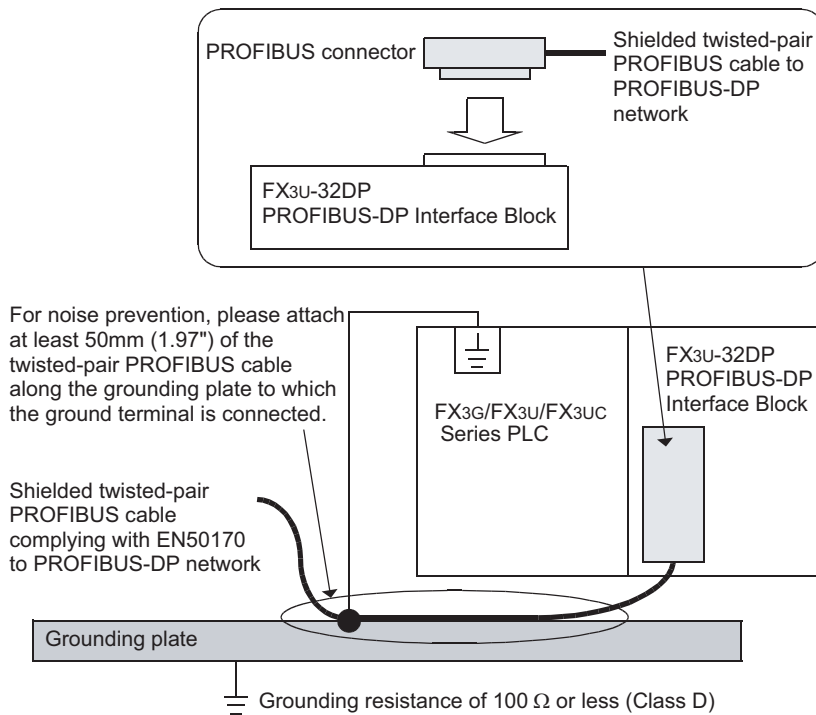 PROFIBUS connector
Shielded twisted-pair
PROFIBUS cable to
PROFIBUS-DP
network
FX3U-32DP
PROFIBUS-DP Interface Block
For noise prevention, please attach
at least 50mm (1.97") of the
twisted-pair PROFIBUS cable
along the grounding plate to which
the ground terminal is connected.
FX3G/FX3U/FX3UC
Series PLC
FX3U-32DP
PROFIBUS-DP
Interface Block
Shielded twisted-pair
PROFIBUS cable
complying with EN50170
to PROFIBUS-DP network
Grounding plate
Grounding resistance of 100 Ω or less (Class D)